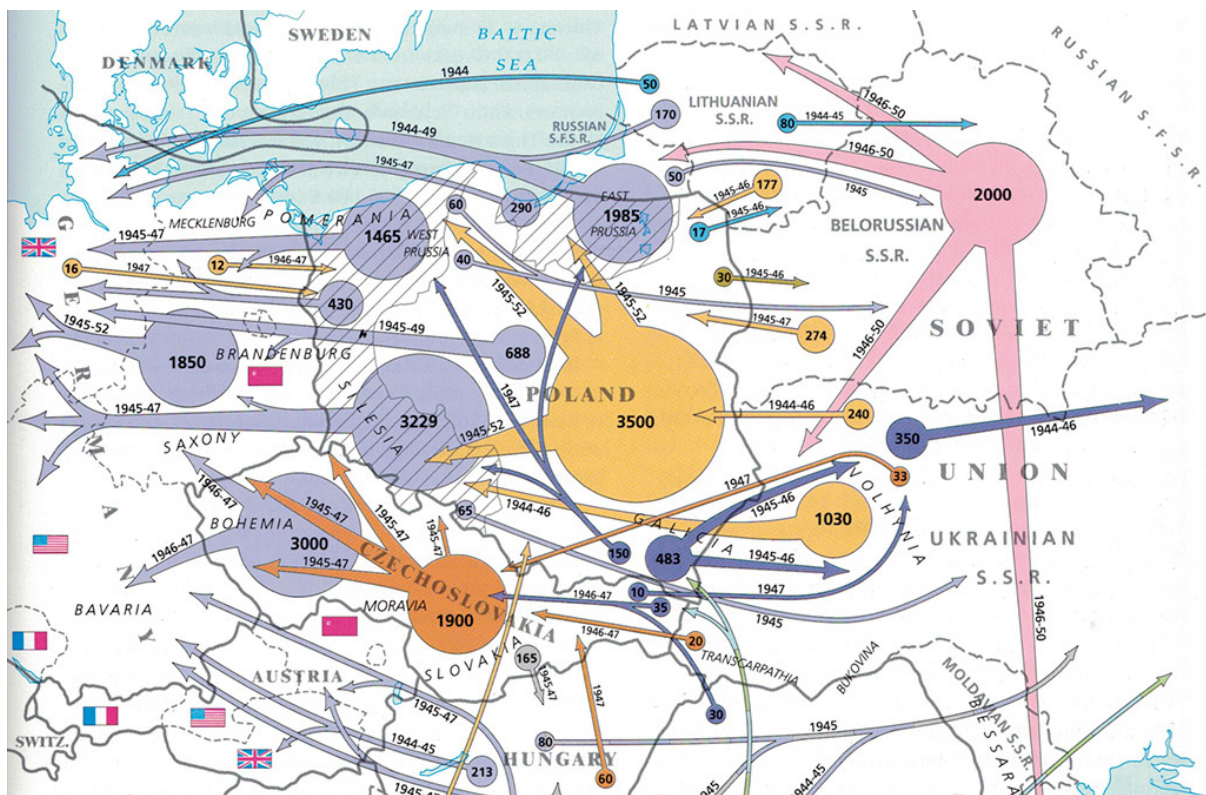 SWEDEN
BALTIC
SEA
DENMARK
LATVIAN S.S.R.
RUSSIAN S.F.S.R.
1944
50
LITHUANIAN
S.S.R.
170
RUSSIAN
S.F.S.R.
80
1944-45
1946-50
1944-49
1946-50
1945-47
50
1945
2000
177
1945-46
17
1945-46
EAST
PRUSSIA
1985
290
60
MECKLENBURG
POMERANIA
1465
WEST
PRUSSIA
BELORUSSIAN
S.S.R.
1945-47
16
1947
12
1946-47
40
30
1945-46
1945
430
1945-52
1945-52
1945-47
274
1946-50
SOVIET
1945-52
1850
BRANDENBURG
1945-49
688
GERMANY
POLAND
3500
1947
1945-47
3229
SILESIA
1945-52
1944-46
240
350
1944-46
SAXONY
UNION
1947
33
VOLHYNIA
1946-47
BOHEMIA
3000
1945-47
1945-47
1945-47
65
1944-46
GALICIA
1945-46
1030
UKRAINIAN
S.S.R.
150
483
1945-46
1946-47
1945-47
CZECHOSLOVAKIA
MORAVIA
1900
1946-47
10
35
1947
1945
1946-50
BAVARIA
20
1946-47
TRANSCARPATHIA
SLOVAKIA
165
1945-47
BUKOVINA
MOLDAVIAN S.S.R.
BESSARA
AUSTRIA
1945-47
1947
30
SWITZ.
1944-45
213
80
HUNGARY
1945
60
1945
1944-45